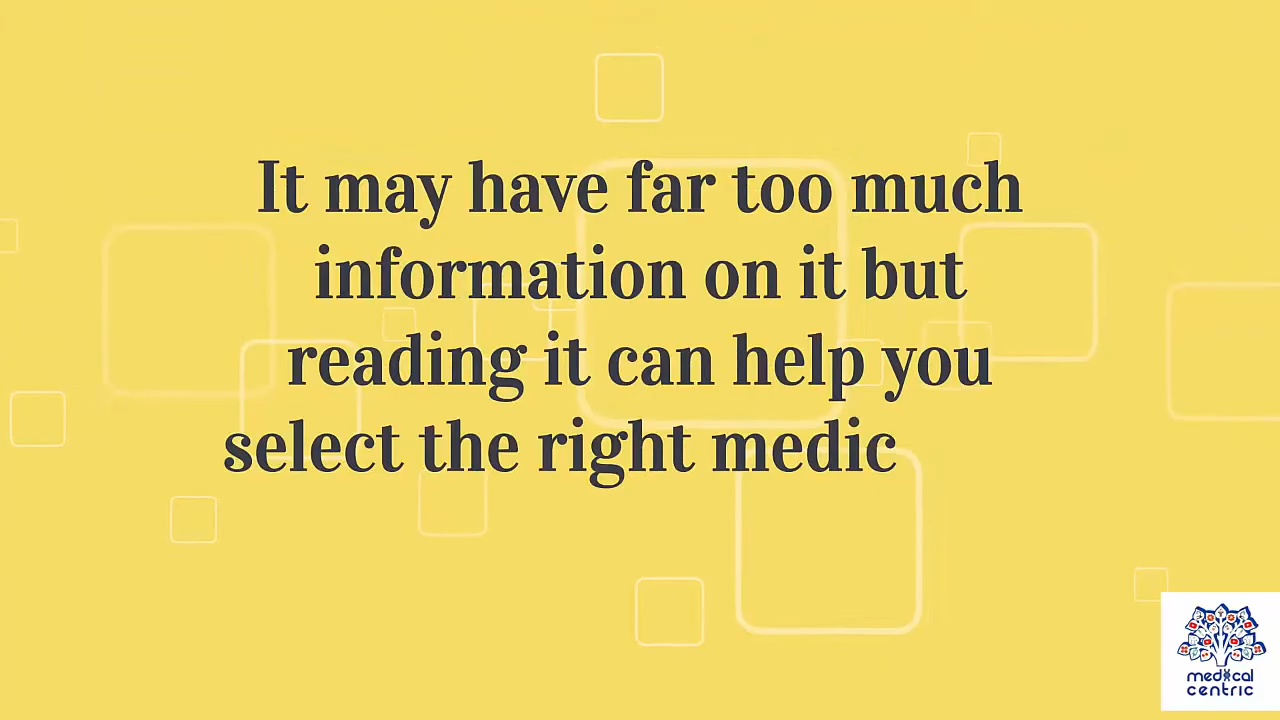 It may have far too much
information on it but
reading it can help you
select the right medic
medical
centric